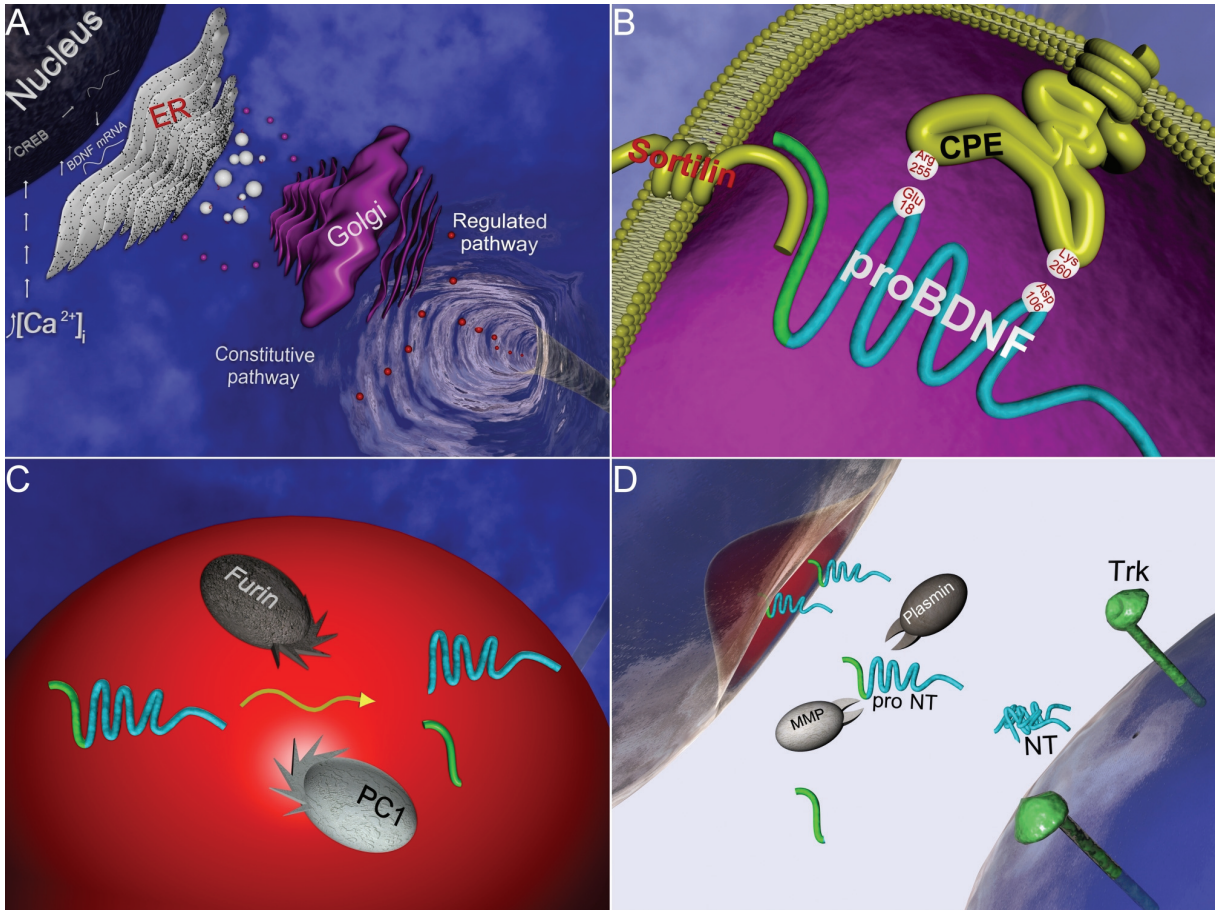 A
Nucleus
↑CREB
↑BDNF mRNA
ER
Golgi
Regulated
pathway
[Ca²⁺]i
Constitutive
pathway
B
Sortilin
CPE
Arg
255
Glu
18
Lys
260
Asp
106
proBDNF
C
Furin
PC1
D
Plasmin
Trk
pro NT
MMP
NT